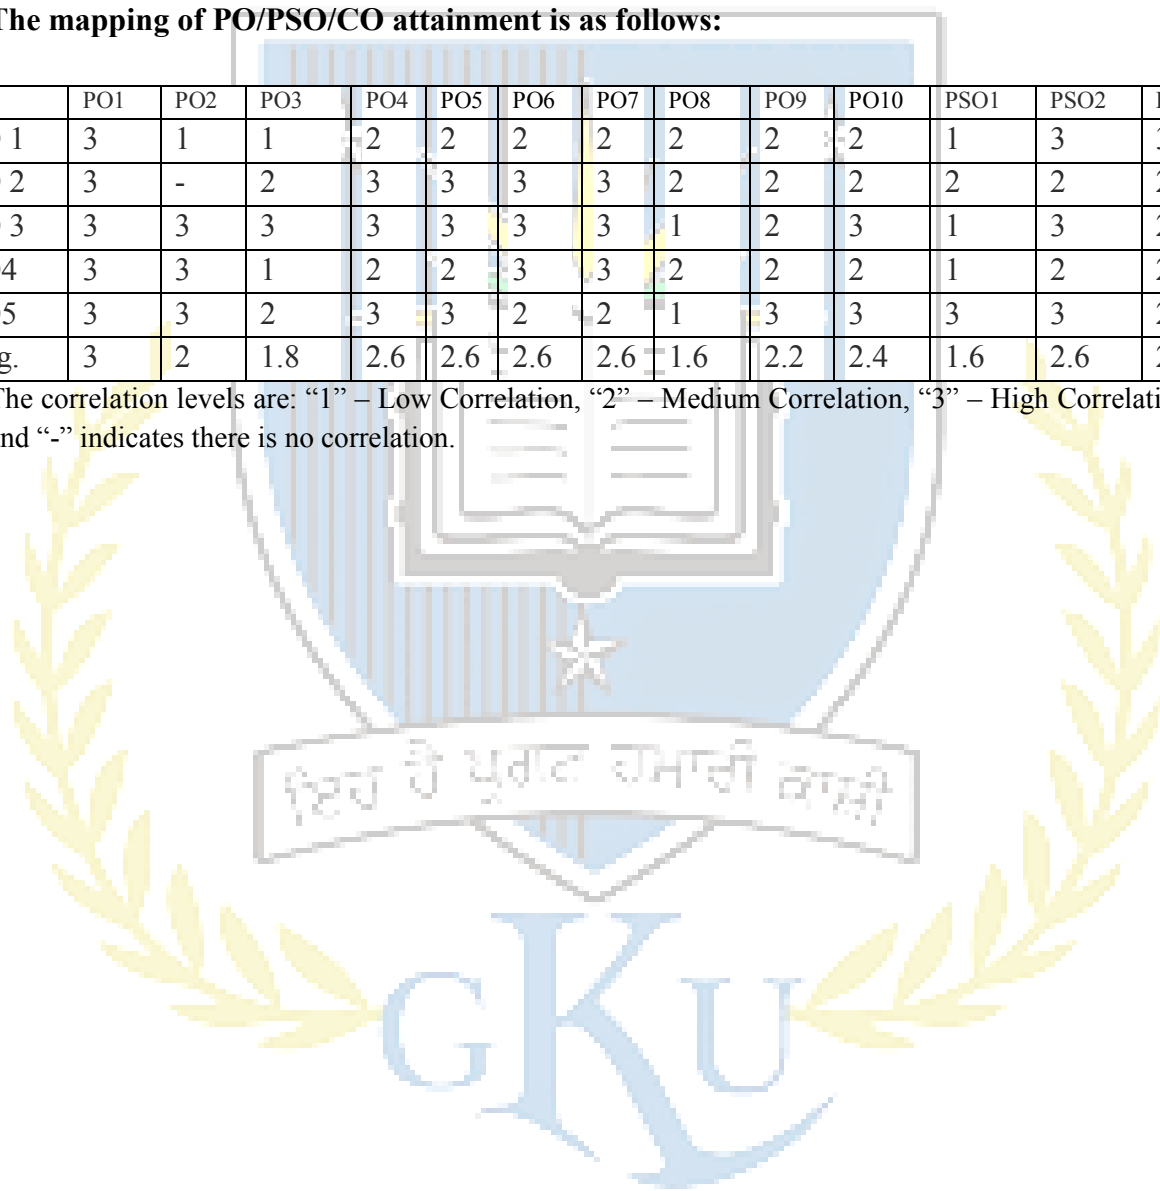 The mapping of PO/PSO/CO attainment is as follows:
PO1 PO2 PO3 PO4 PO5 PO6 PO7 PO8 PO9 PO10 PSO1 PSO2
1 3 1 1 2 2 2 2 2 2 2 1 3
2 3 - 2 3 3 3 3 2 2 2 2 2
3 3 3 3 3 3 3 3 1 2 3 1 3
4 3 3 1 2 2 3 3 2 2 2 1 2
5 3 3 2 3 3 2 2 1 3 3 3 3
g. 3 2 1.8 2.6 2.6 2.6 2.6 1.6 2.2 2.4 1.6 2.6
The correlation levels are: “1” – Low Correlation, “2” – Medium Correlation, “3” – High Correlati
nd “-” indicates there is no correlation.
ਇਹ ਹੈ ਪ੍ਰਗਟ ਹਮਾਰੀ ਕਾਸੀ
GKU